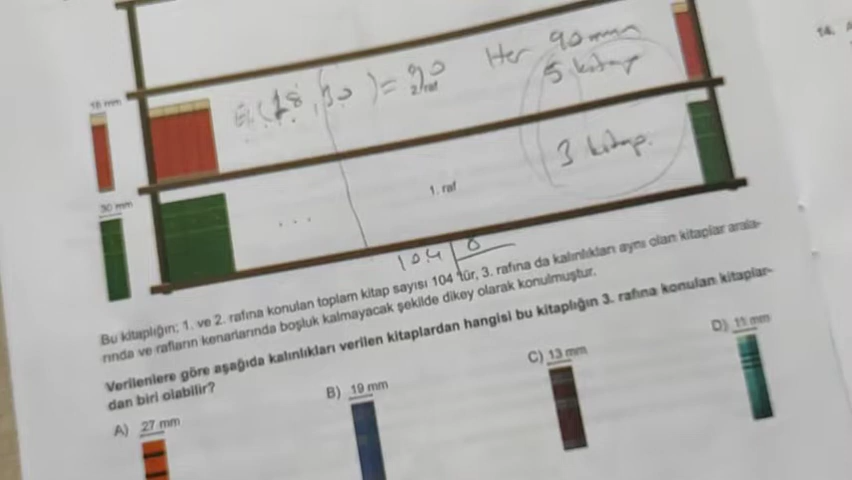 14.
Her 90 mm
5 kitap
18 mm
(18, 30) = 90
2. raf
3 kitap.
30 mm
1. raf
...
104 8
Bu kitaplığın; 1. ve 2. rafına konulan toplam kitap sayısı 104 'tür, 3. rafına da kalınlıkları aynı olan kitaplar arala-
rında ve rafların kenarlarında boşluk kalmayacak şekilde dikey olarak konulmuştur.
Verilenlere göre aşağıda kalınlıkları verilen kitaplardan hangisi bu kitaplığın 3. rafına konulan kitaplar-
dan biri olabilir?
A) 27 mm
B) 19 mm
C) 13 mm
D) 11 mm